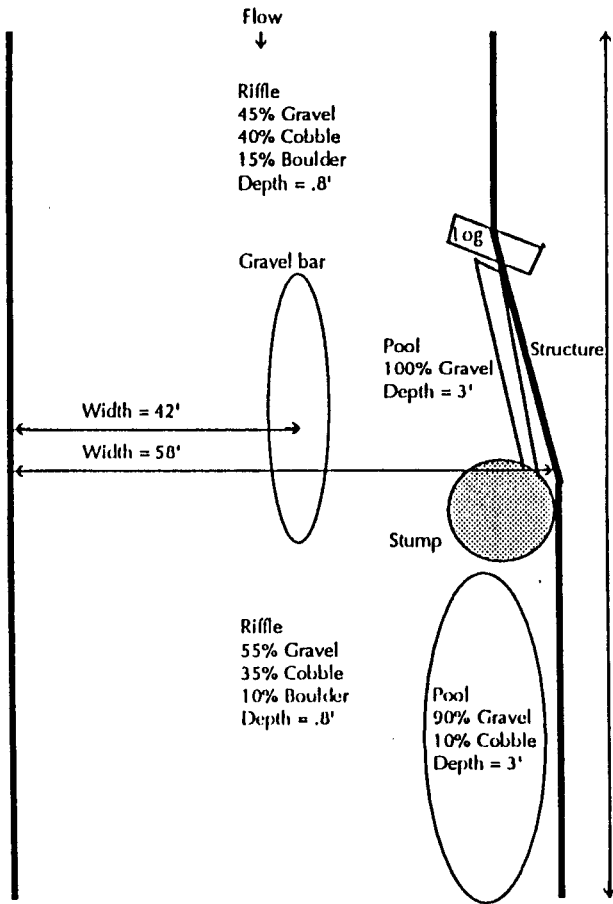 Flow
Riffle
45% Gravel
40% Cobble
15% Boulder
Depth = .8'
log
Gravel bar
Pool
100% Gravel
Depth = 3'
Structure
Width = 42'
Width = 58'
Stump
Riffle
55% Gravel
35% Cobble
10% Boulder
Depth = .8'
Pool
90% Gravel
10% Cobble
Depth = 3'